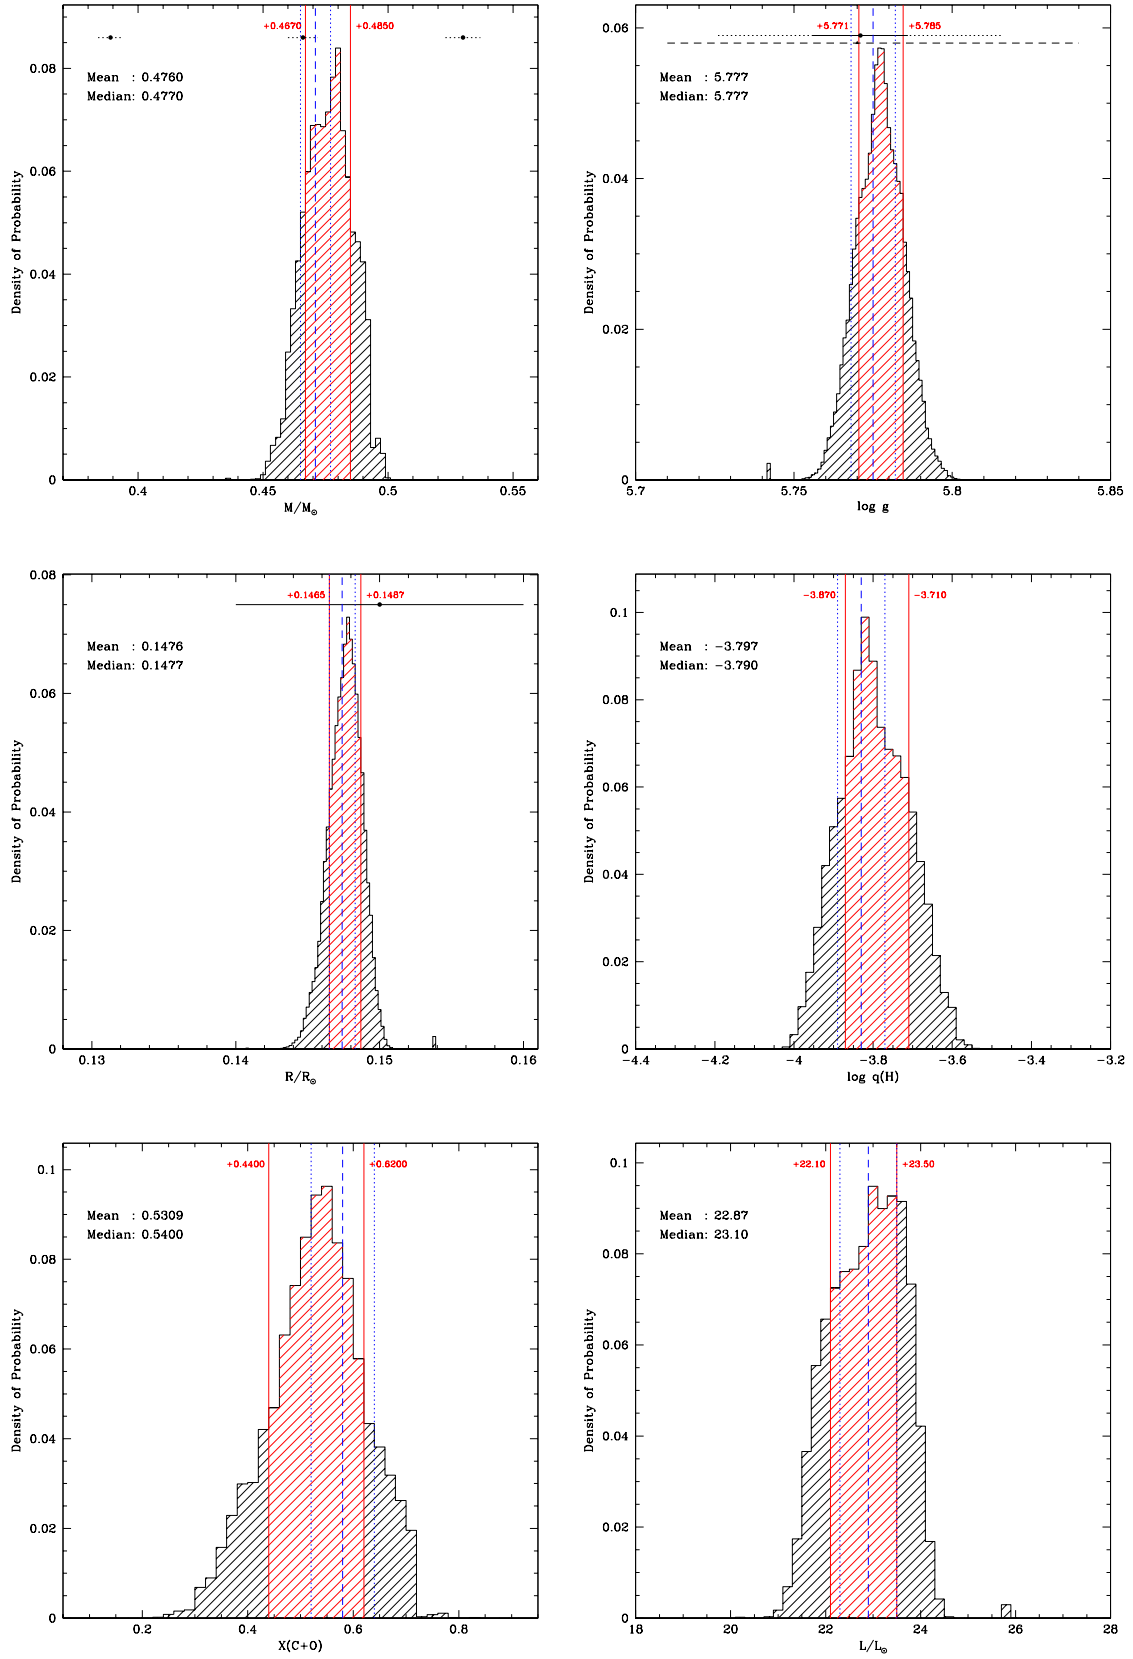 +0.4670 +0.4850
Mean : 0.4760
Median: 0.4770
Density of Probability
0.08
0.06
0.04
0.02
0
0.4 0.45 0.5 0.55
M/M⊙
+5.771 +5.785
Mean : 5.777
Median: 5.777
Density of Probability
0.06
0.04
0.02
0
5.7 5.75 5.8 5.85
log g
+0.1465 +0.1487
Mean : 0.1476
Median: 0.1477
Density of Probability
0.08
0.06
0.04
0.02
0
0.13 0.14 0.15 0.16
R/R⊙
−3.870 −3.710
Mean : −3.797
Median: −3.790
Density of Probability
0.1
0.08
0.06
0.04
0.02
0
−4.4 −4.2 −4 −3.8 −3.6 −3.4 −3.2
log q(H)
+0.4400 +0.6200
Mean : 0.5309
Median: 0.5400
Density of Probability
0.1
0.08
0.06
0.04
0.02
0
0.2 0.4 0.6 0.8
X(C+O)
+22.10 +23.50
Mean : 22.87
Median: 23.10
Density of Probability
0.1
0.08
0.06
0.04
0.02
0
18 20 22 24 26 28
L/L⊙